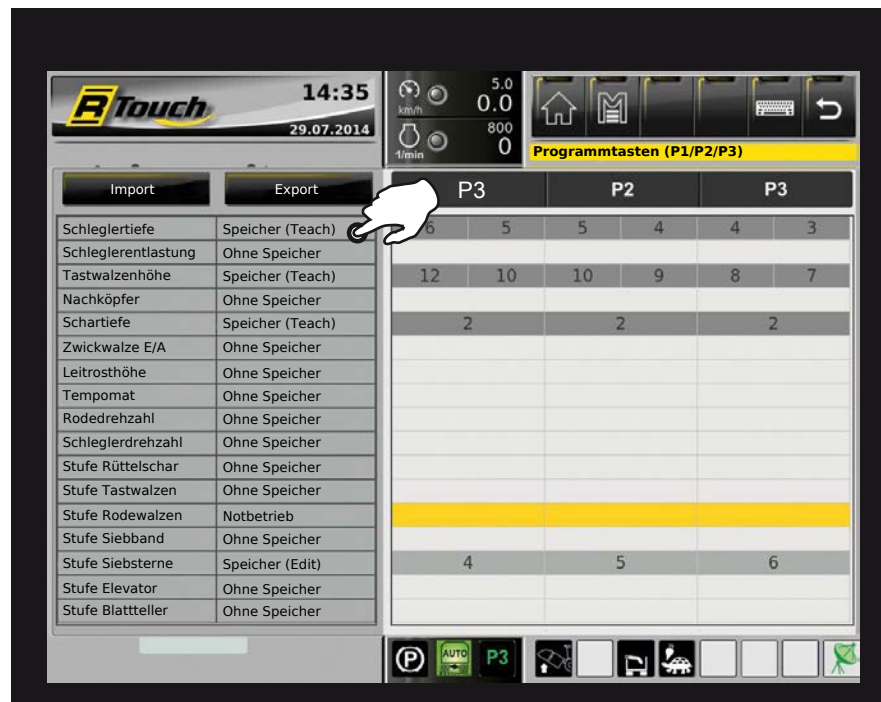 R Touch
14:35
29.07.2014
km/h 5.0
0.0
1/min 800
0
Programmtasten (P1/P2/P3)
Import Export P3 P2 P3
Schleglertiefe Speicher (Teach) 6 5 5 4 4 3
Schleglerentlastung Ohne Speicher
Tastwalzenhöhe Speicher (Teach) 12 10 10 9 8 7
Nachköpfer Ohne Speicher
Schartiefe Speicher (Teach) 2 2 2
Zwickwalze E/A Ohne Speicher
Leitrosthöhe Ohne Speicher
Tempomat Ohne Speicher
Rodedrehzahl Ohne Speicher
Schleglerdrehzahl Ohne Speicher
Stufe Rüttelschar Ohne Speicher
Stufe Tastwalzen Ohne Speicher
Stufe Rodewalzen Notbetrieb
Stufe Siebband Ohne Speicher
Stufe Siebsterne Speicher (Edit) 4 5 6
Stufe Elevator Ohne Speicher
Stufe Blattteller Ohne Speicher
P AUTO P3